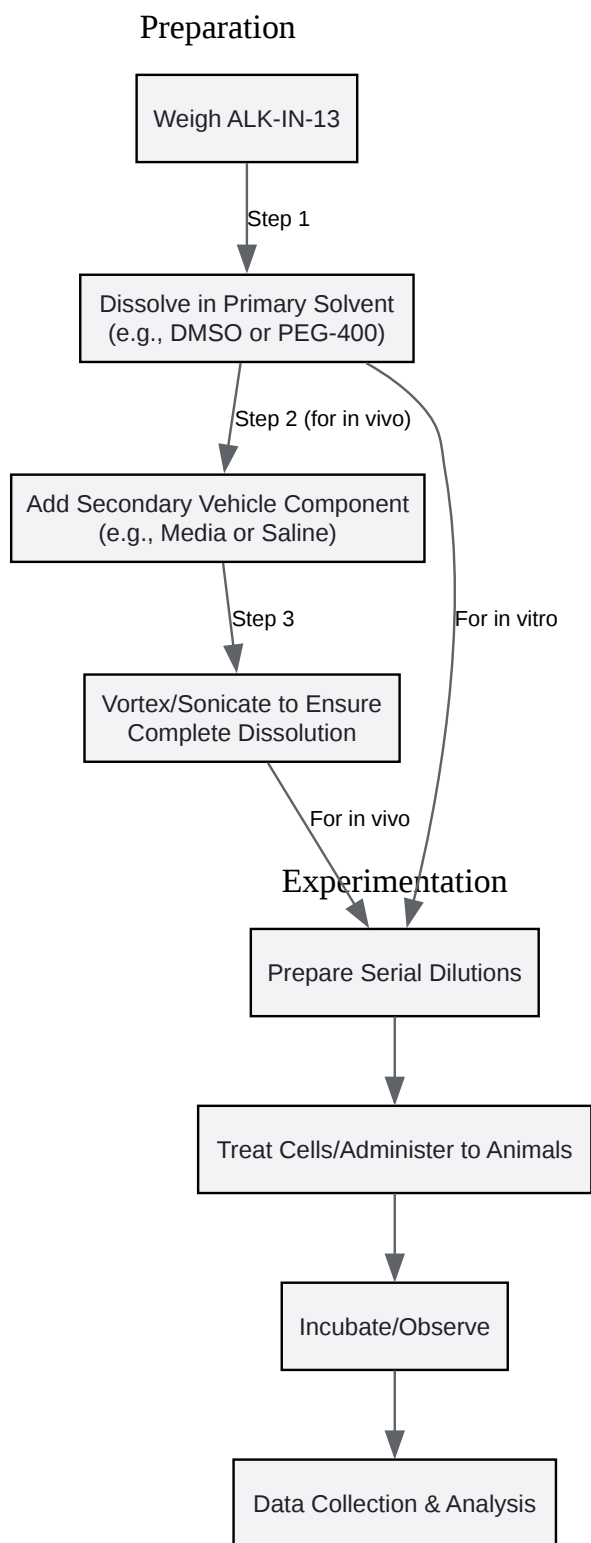 Preparation
Weigh ALK-IN-13
Step 1
Dissolve in Primary Solvent
(e.g., DMSO or PEG-400)
Step 2 (for in vivo)
Add Secondary Vehicle Component
(e.g., Media or Saline)
Step 3
For in vitro
Vortex/Sonicate to Ensure
Complete Dissolution
For in vivo
Experimentation
Prepare Serial Dilutions
Treat Cells/Administer to Animals
Incubate/Observe
Data Collection & Analysis